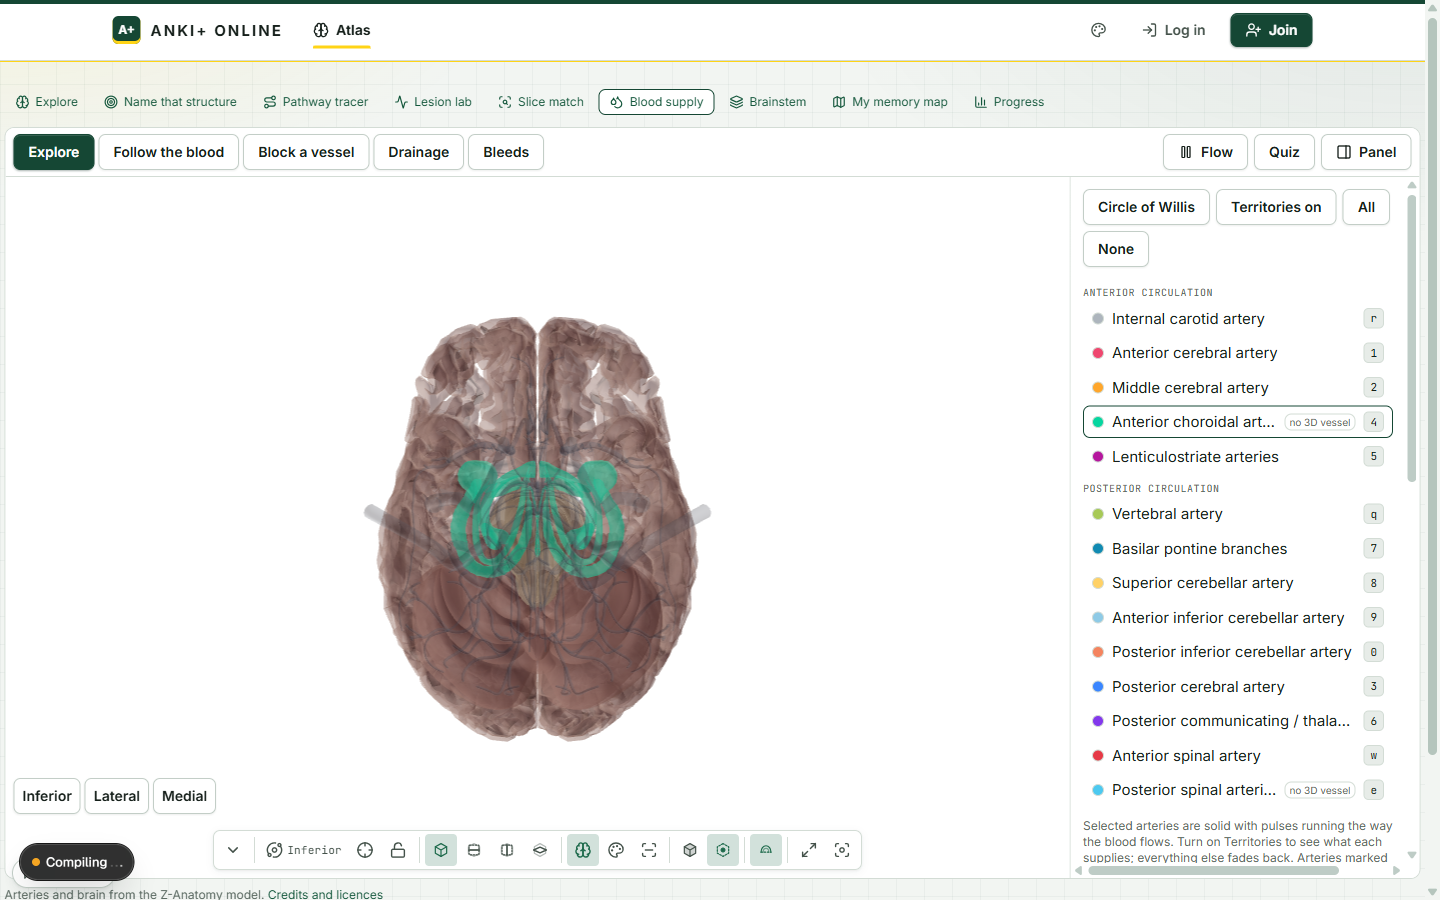 A+ ANKI+ ONLINE Atlas Log in Join
Explore Name that structure Pathway tracer Lesion lab Slice match Blood supply Brainstem My memory map Progress
Explore Follow the blood Block a vessel Drainage Bleeds Flow Quiz Panel
Circle of Willis Territories on All
None
ANTERIOR CIRCULATION
Internal carotid artery r
Anterior cerebral artery 1
Middle cerebral artery 2
Anterior choroidal art... no 3D vessel 4
Lenticulostriate arteries 5
POSTERIOR CIRCULATION
Vertebral artery q
Basilar pontine branches 7
Superior cerebellar artery 8
Anterior inferior cerebellar artery 9
Posterior inferior cerebellar artery 0
Posterior cerebral artery 3
Posterior communicating / thala... 6
Anterior spinal artery w
Posterior spinal arteri... no 3D vessel e
Selected arteries are solid with pulses running the way
the blood flows. Turn on Territories to see what each
supplies; everything else fades back. Arteries marked
Inferior Lateral Medial
Inferior
Compiling ...
Arteries and brain from the Z-Anatomy model. Credits and licences